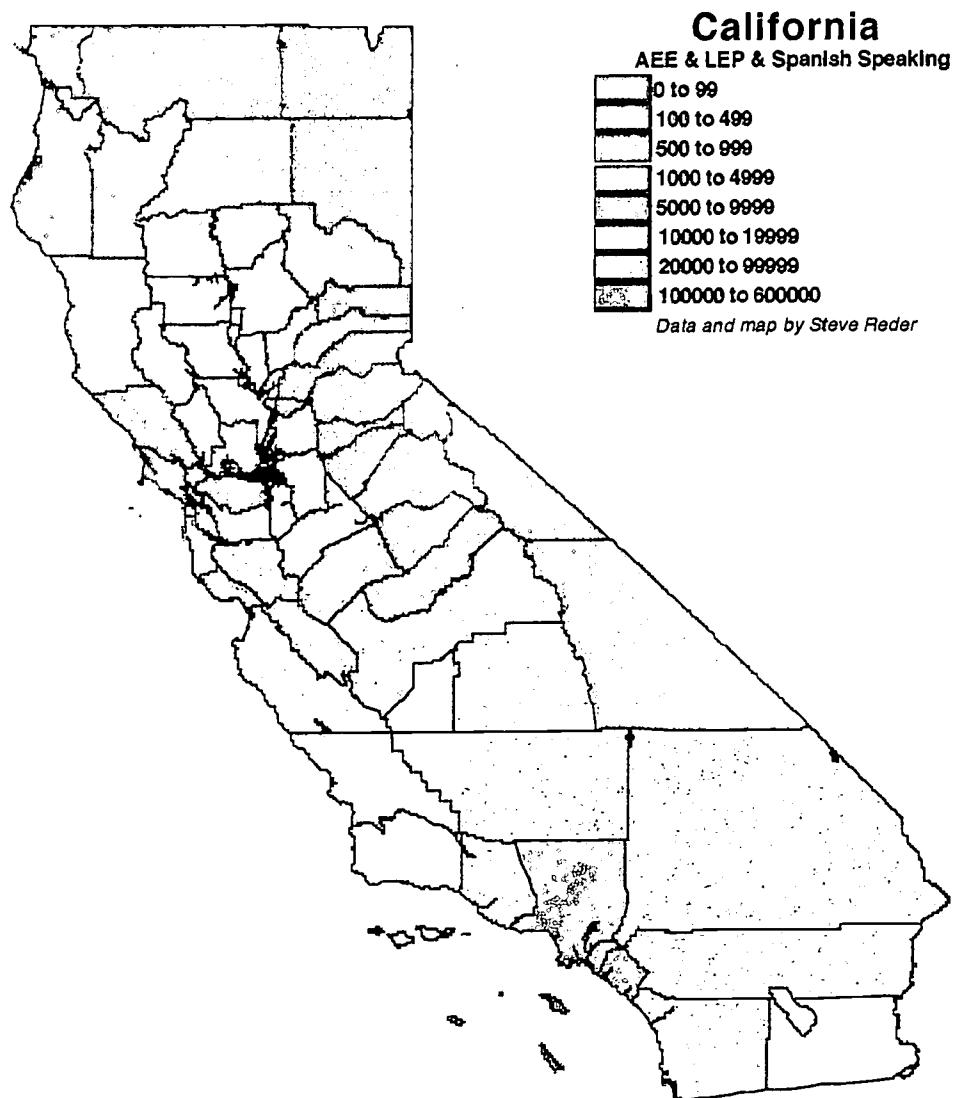 California
AEE & LEP & Spanish Speaking
0 to 99
100 to 499
500 to 999
1000 to 4999
5000 to 9999
10000 to 19999
20000 to 99999
100000 to 600000
Data and map by Steve Reder